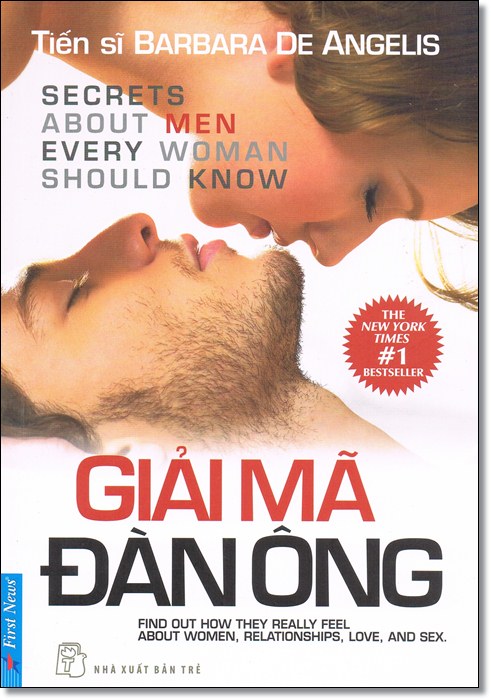 Tiến sĩ BARBARA DE ANGELIS
SECRETS
ABOUT MEN
EVERY WOMAN
SHOULD KNOW
THE
NEW YORK
TIMES
#1
BESTSELLER
GIẢI MÃ
ĐÀN ÔNG
FIND OUT HOW THEY REALLY FEEL
ABOUT WOMEN, RELATIONSHIPS, LOVE, AND SEX.
First News®
NHÀ XUẤT BẢN TRẺ